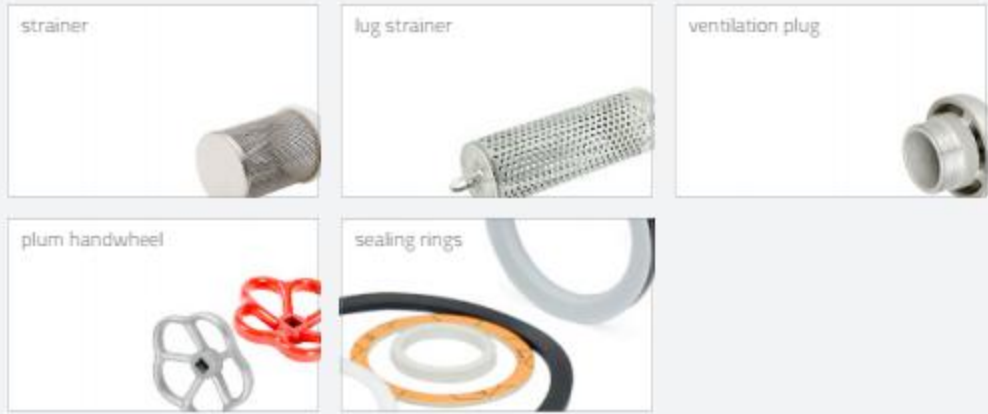 strainer
lug strainer
ventilation plug
plum handwheel
sealing rings